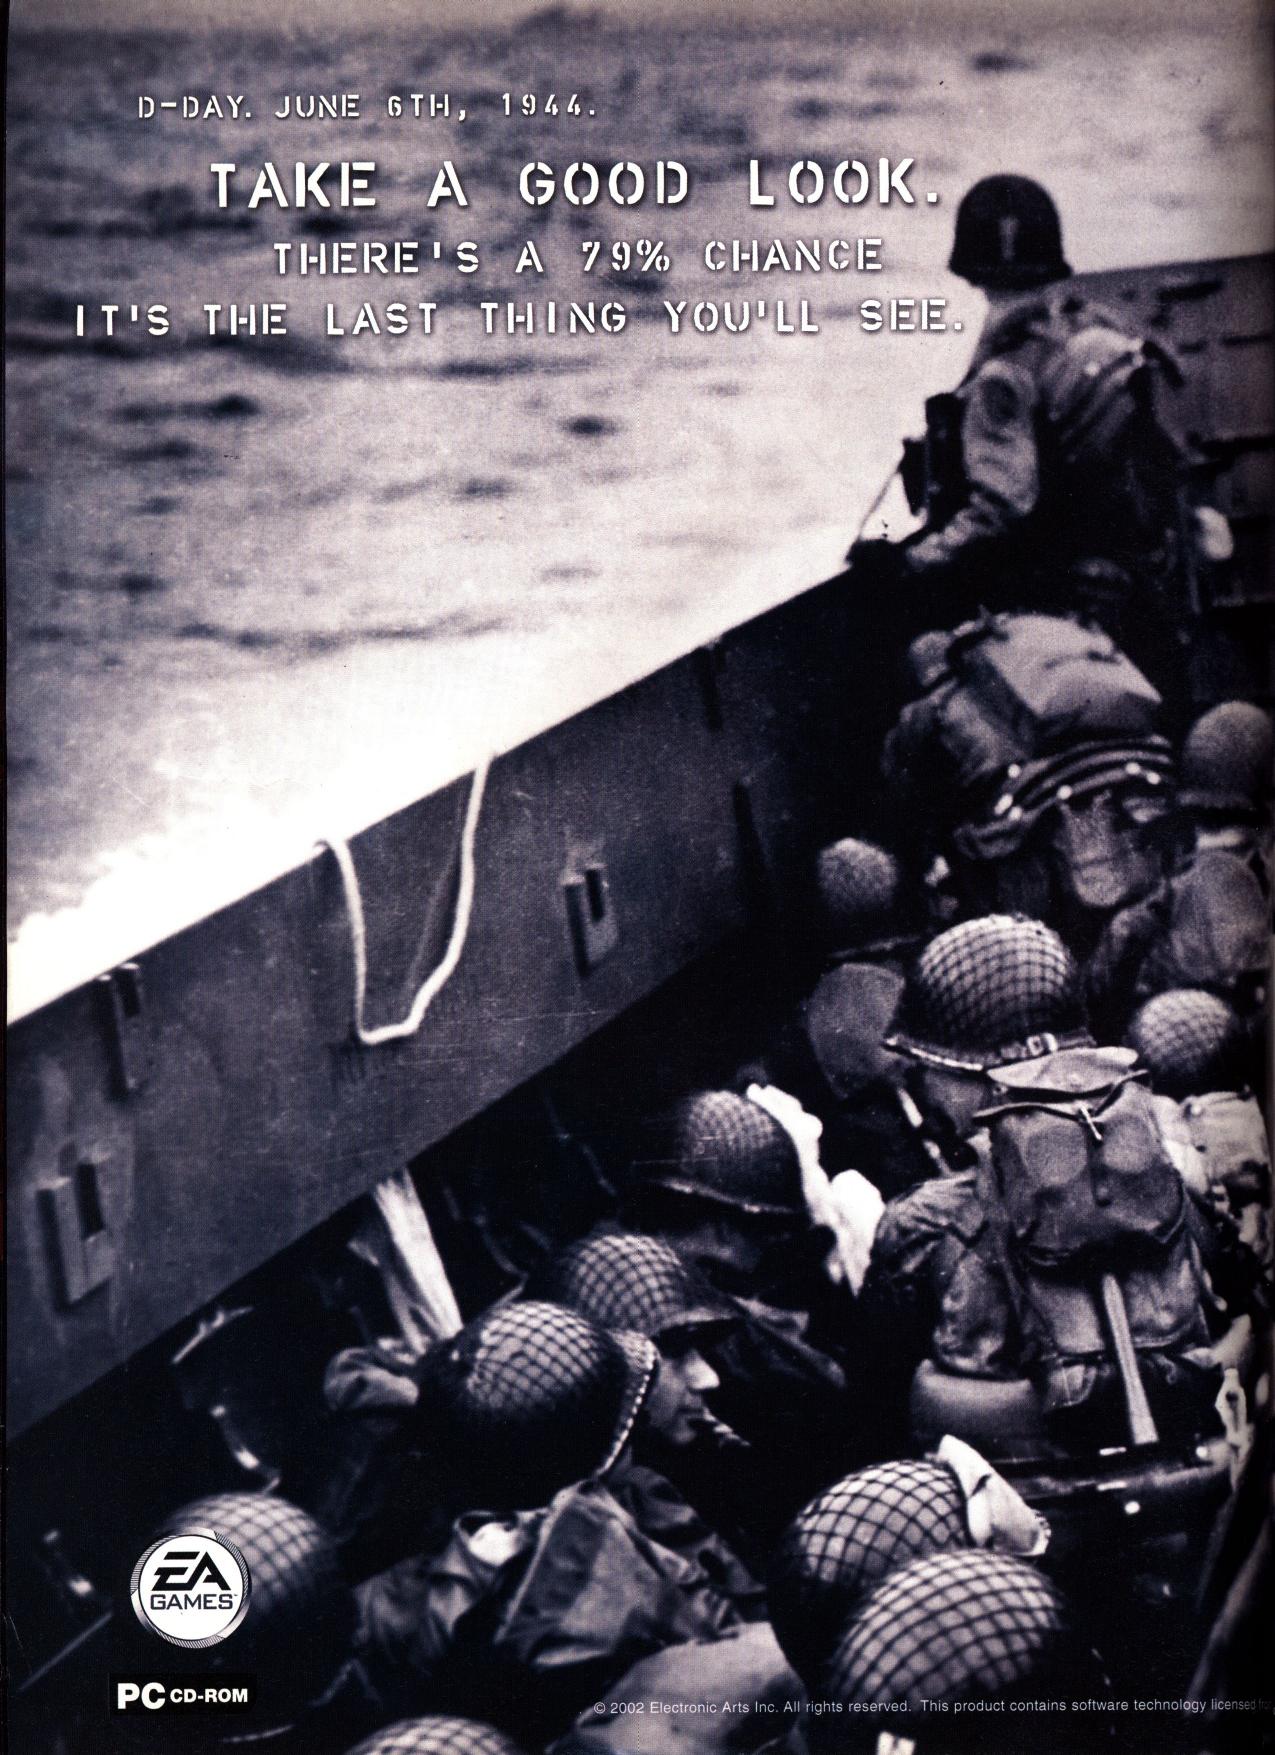 D-DAY. JUNE 6TH, 1944.
TAKE A GOOD LOOK.
THERE'S A 79% CHANCE
IT'S THE LAST THING YOU'LL SEE.
EA
GAMES
PC CD-ROM
© 2002 Electronic Arts Inc. All rights reserved. This product contains software technology licensed